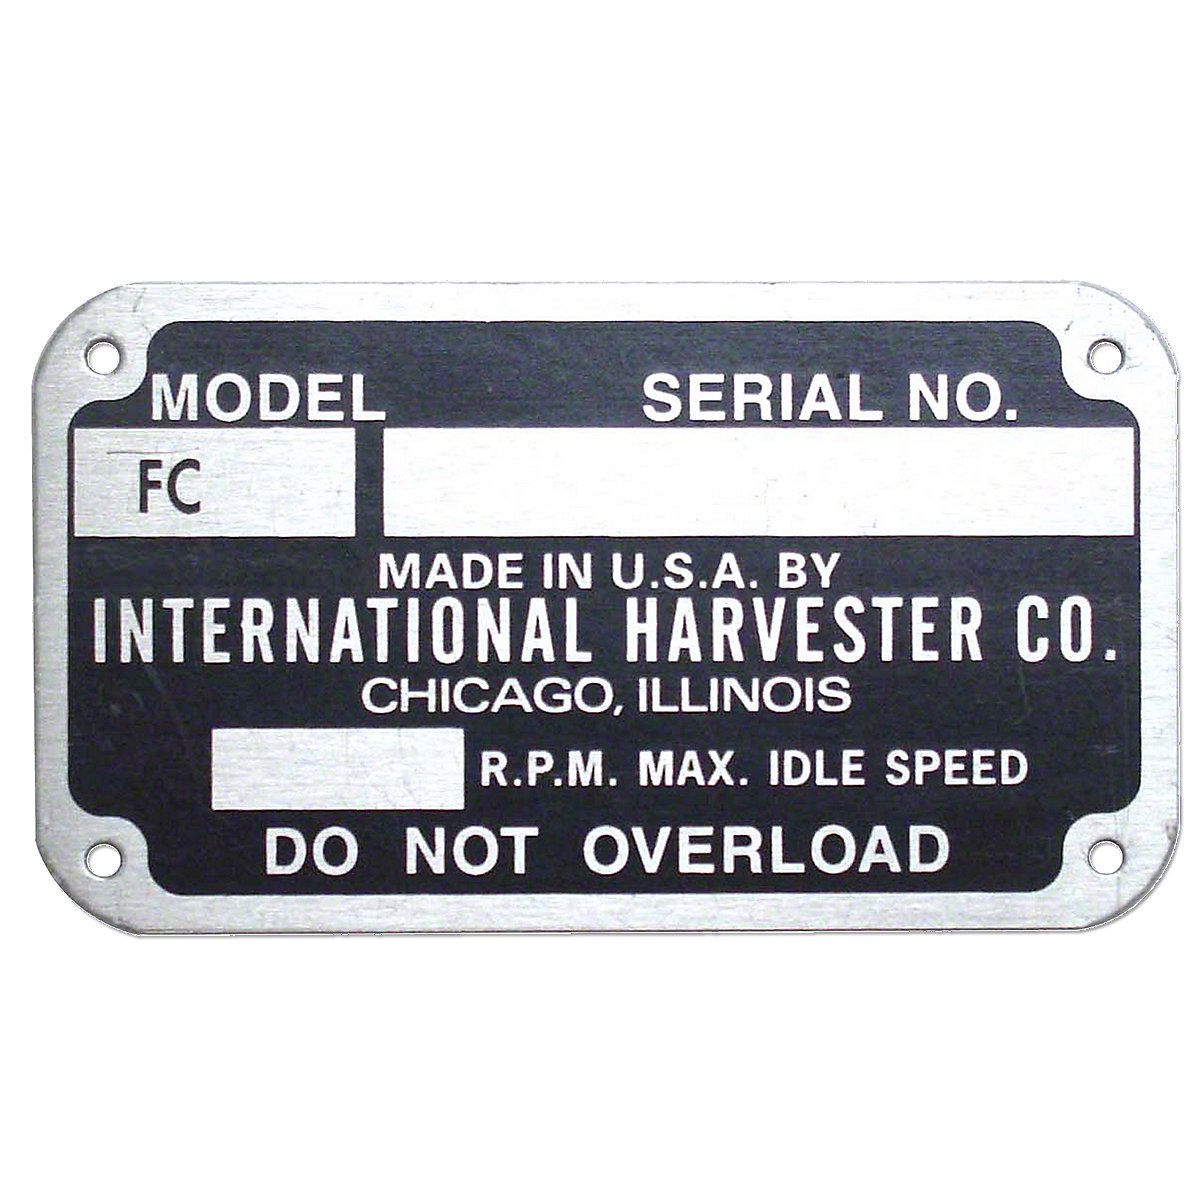 MODEL SERIAL NO.
FC
MADE IN U.S.A. BY
INTERNATIONAL HARVESTER CO.
CHICAGO, ILLINOIS
R.P.M. MAX. IDLE SPEED
DO NOT OVERLOAD